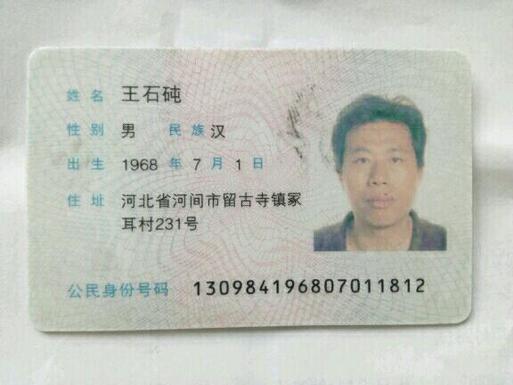 姓名 王石砘
性别 男 民族 汉
出生 1968 年 7 月 1 日
住址 河北省河间市留古寺镇冢
耳村231号
公民身份号码 130984196807011812